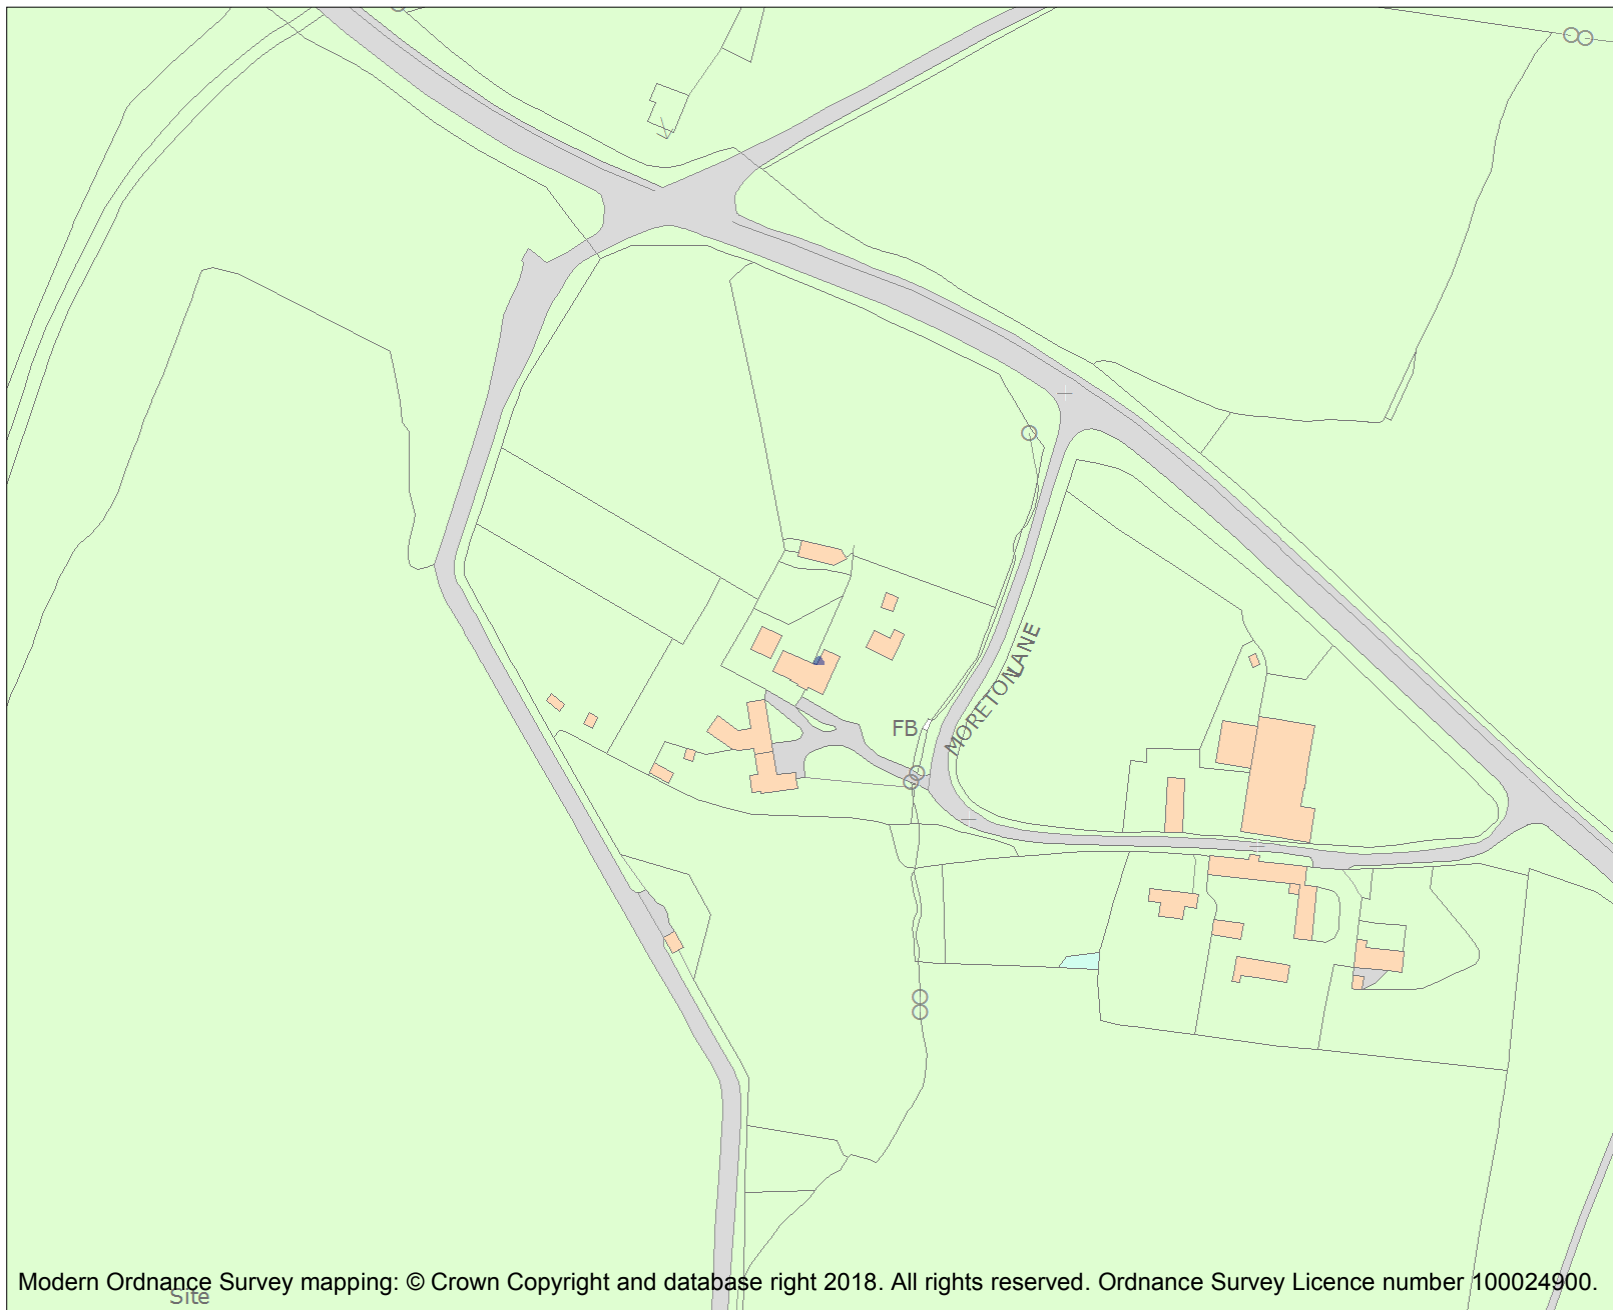 MORETON LANE
FB
Modern Ordnance Survey mapping: © Crown Copyright and database right 2018. All rights reserved. Ordnance Survey Licence number 100024900.
Site